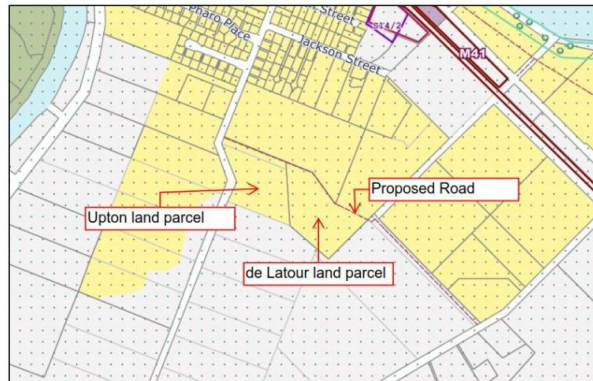 Pharo Place
Street
Jackson Street
M41
Proposed Road
Upton land parcel
de Latour land parcel